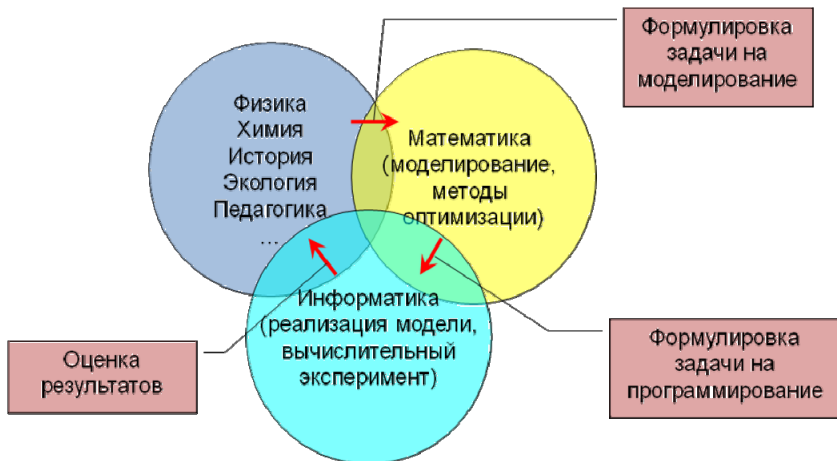 Формулировка
задачи на
моделирование
Физика
Химия
История
Экология
Педагогика
...
Математика
(моделирование,
методы
оптимизации)
Информатика
(реализация модели,
вычислительный
эксперимент)
Оценка
результатов
Формулировка
задачи на
программирование